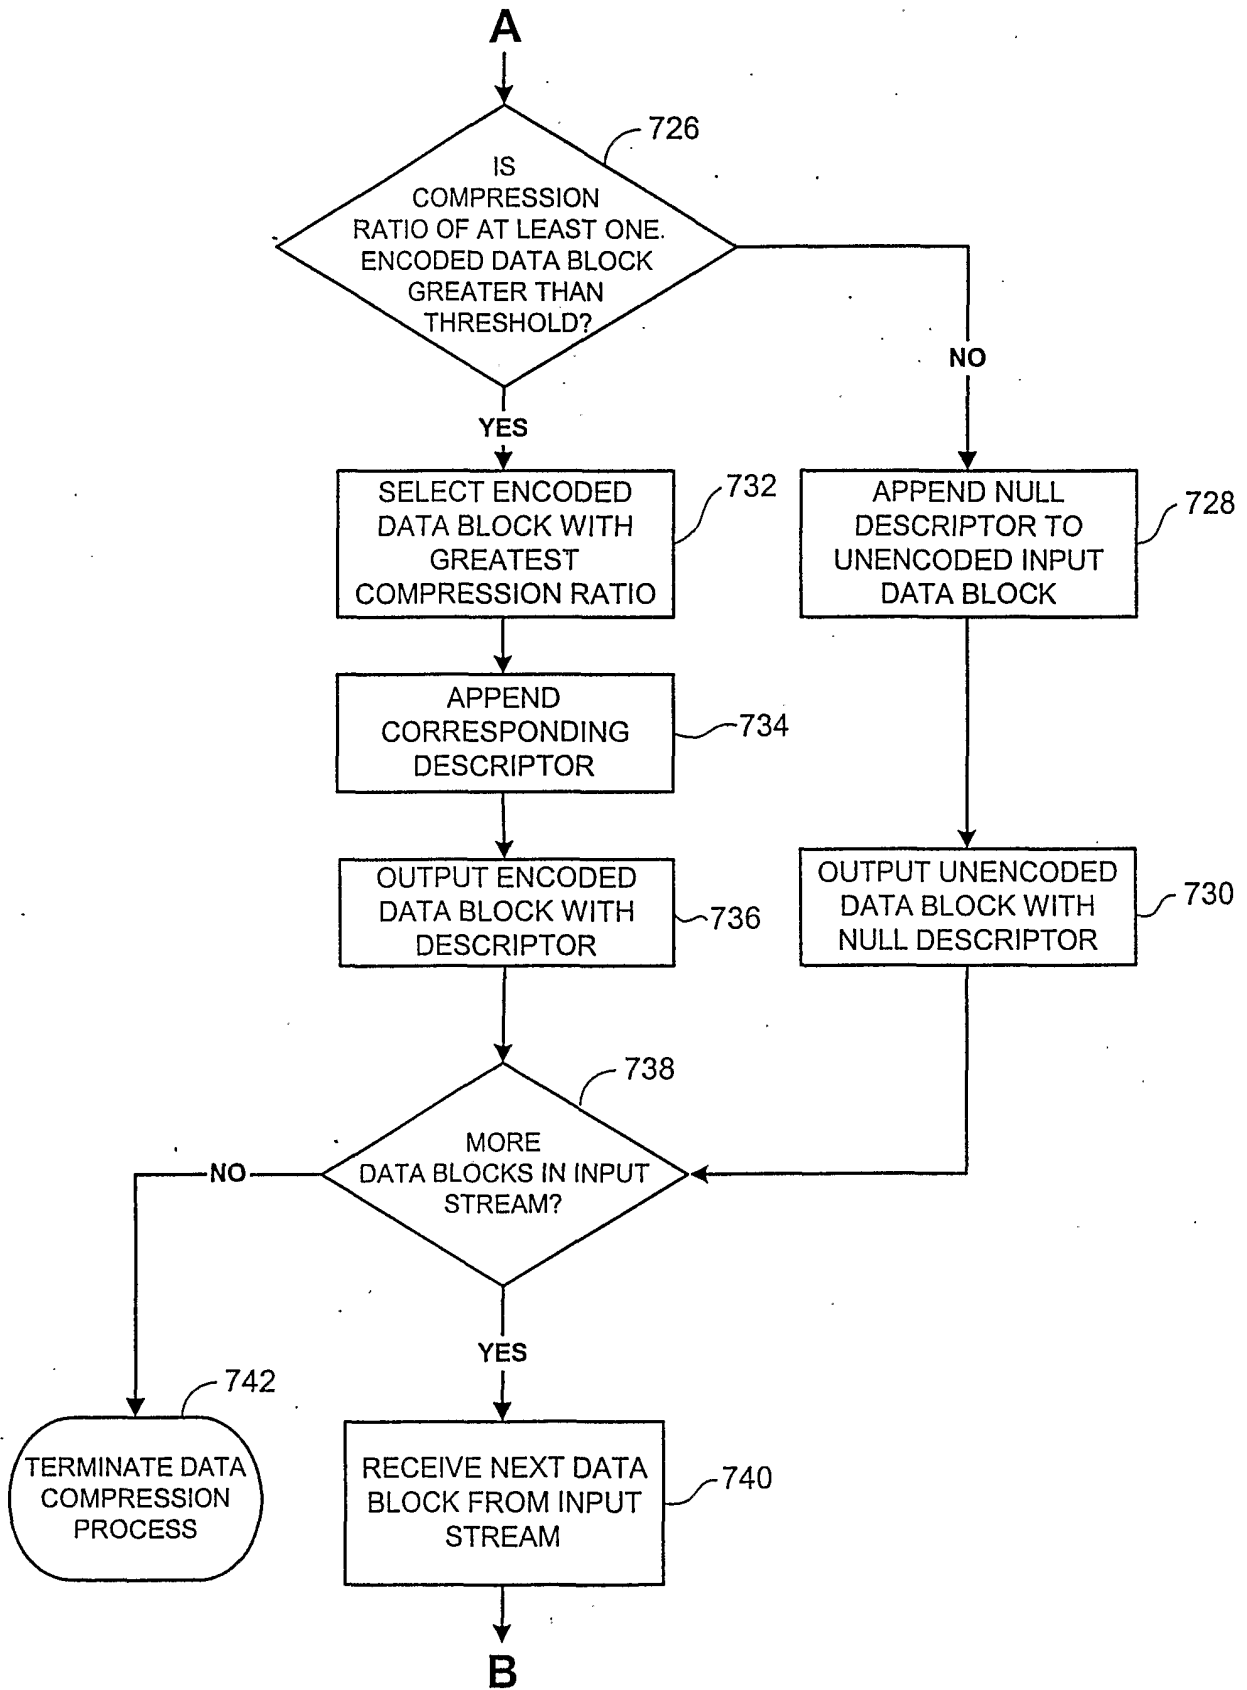 A
726
IS
COMPRESSION
RATIO OF AT LEAST ONE.
ENCODED DATA BLOCK
GREATER THAN
THRESHOLD?
NO
YES
SELECT ENCODED
DATA BLOCK WITH
GREATEST
COMPRESSION RATIO
732
APPEND NULL
DESCRIPTOR TO
UNENCODED INPUT
DATA BLOCK
728
APPEND
CORRESPONDING
DESCRIPTOR
734
OUTPUT ENCODED
DATA BLOCK WITH
DESCRIPTOR
736
OUTPUT UNENCODED
DATA BLOCK WITH
NULL DESCRIPTOR
730
738
MORE
DATA BLOCKS IN INPUT
STREAM?
NO
YES
742
TERMINATE DATA
COMPRESSION
PROCESS
RECEIVE NEXT DATA
BLOCK FROM INPUT
STREAM
740
B